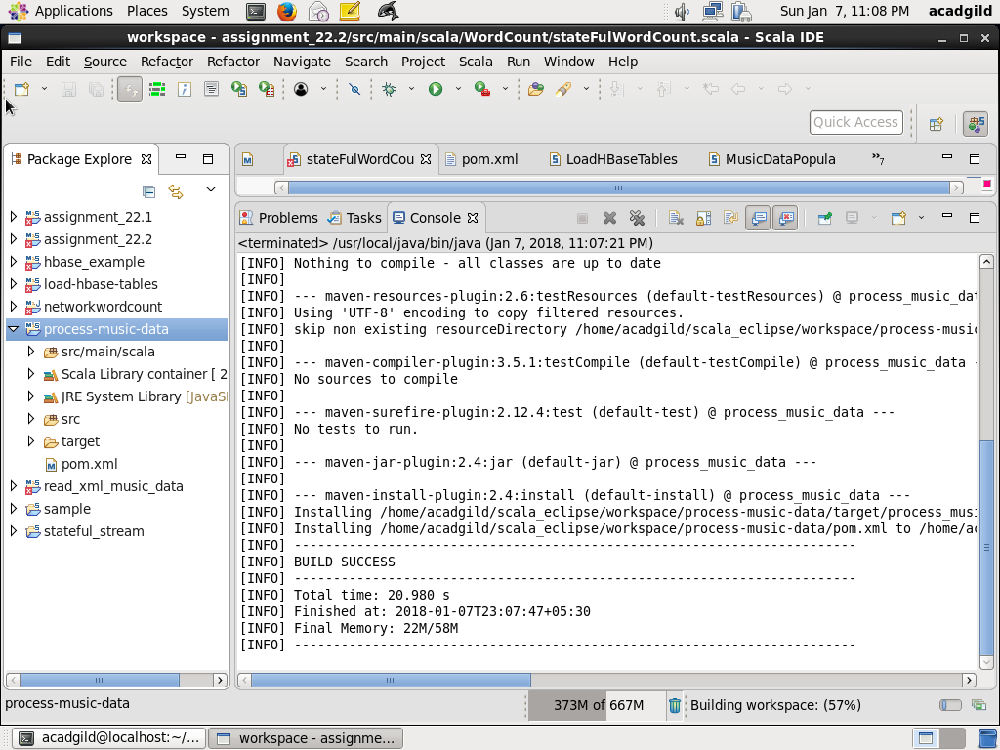 Applications Places System Sun Jan 7, 11:08 PM acadgild
workspace - assignment_22.2/src/main/scala/WordCount/stateFulWordCount.scala - Scala IDE
File Edit Source Refactor Refactor Navigate Search Project Scala Run Window Help
Quick Access
Package Explore
assignment_22.1
assignment_22.2
hbase_example
load-hbase-tables
networkwordcount
process-music-data
src/main/scala
Scala Library container [ 2
JRE System Library [JavaSI
src
target
pom.xml
read_xml_music_data
sample
stateful_stream
stateFulWordCou pom.xml LoadHBaseTables MusicDataPopula »7
Problems Tasks Console
<terminated> /usr/local/java/bin/java (Jan 7, 2018, 11:07:21 PM)
[INFO] Nothing to compile - all classes are up to date
[INFO]
[INFO] --- maven-resources-plugin:2.6:testResources (default-testResources) @ process_music_dat
[INFO] Using 'UTF-8' encoding to copy filtered resources.
[INFO] skip non existing resourceDirectory /home/acadgild/scala_eclipse/workspace/process-music
[INFO]
[INFO] --- maven-compiler-plugin:3.5.1:testCompile (default-testCompile) @ process_music_data -
[INFO] No sources to compile
[INFO]
[INFO] --- maven-surefire-plugin:2.12.4:test (default-test) @ process_music_data ---
[INFO] No tests to run.
[INFO]
[INFO] --- maven-jar-plugin:2.4:jar (default-jar) @ process_music_data ---
[INFO]
[INFO] --- maven-install-plugin:2.4:install (default-install) @ process_music_data ---
[INFO] Installing /home/acadgild/scala_eclipse/workspace/process-music-data/target/process_musi
[INFO] Installing /home/acadgild/scala_eclipse/workspace/process-music-data/pom.xml to /home/ac
[INFO] ------------------------------------------------------------------------
[INFO] BUILD SUCCESS
[INFO] ------------------------------------------------------------------------
[INFO] Total time: 20.980 s
[INFO] Finished at: 2018-01-07T23:07:47+05:30
[INFO] Final Memory: 22M/58M
[INFO] ------------------------------------------------------------------------
process-music-data 373M of 667M Building workspace: (57%)
acadgild@localhost:~/... workspace - assignme...